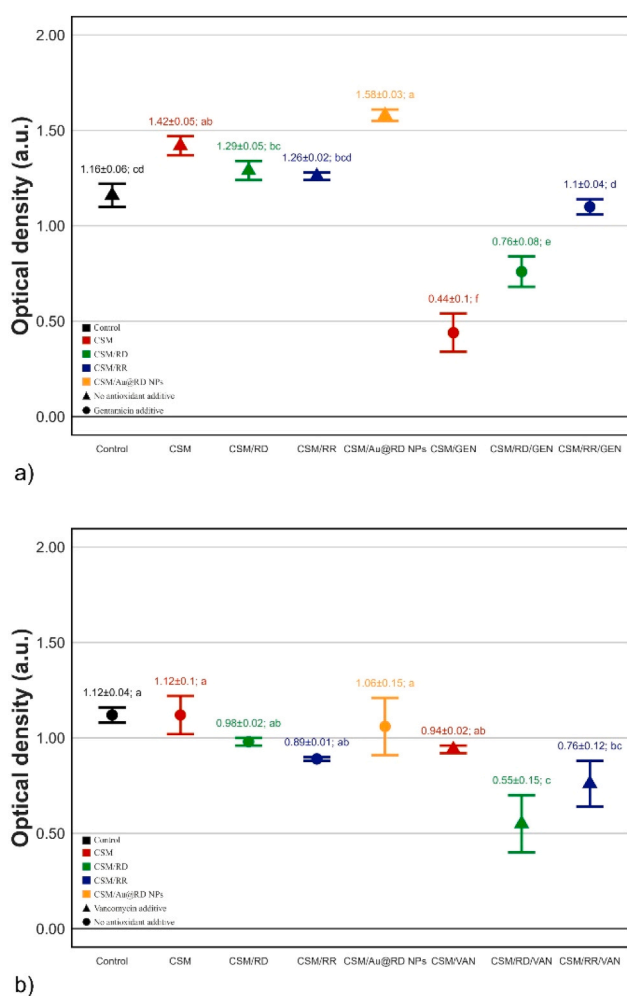 2.00
1.50
1.00
0.50
0.00
Optical density (a.u.)
1.16±0.06; cd
1.42±0.05; ab
1.29±0.05; bc
1.26±0.02; bcd
1.58±0.03; a
0.44±0.1; f
0.76±0.08; e
1.1±0.04; d
Control
CSM
CSM/RD
CSM/RR
CSM/Au@RD NPs
No antioxidant additive
Gentamicin additive
Control CSM CSM/RD CSM/RR CSM/Au@RD NPs CSM/GEN CSM/RD/GEN CSM/RR/GEN
a)
2.00
1.50
1.00
0.50
0.00
Optical density (a.u.)
1.12±0.04; a
1.12±0.1; a
0.98±0.02; ab
0.89±0.01; ab
1.06±0.15; a
0.94±0.02; ab
0.55±0.15; c
0.76±0.12; bc
Control
CSM
CSM/RD
CSM/RR
CSM/Au@RD NPs
Vancomycin additive
No antioxidant additive
Control CSM CSM/RD CSM/RR CSM/Au@RD NPs CSM/VAN CSM/RD/VAN CSM/RR/VAN
b)